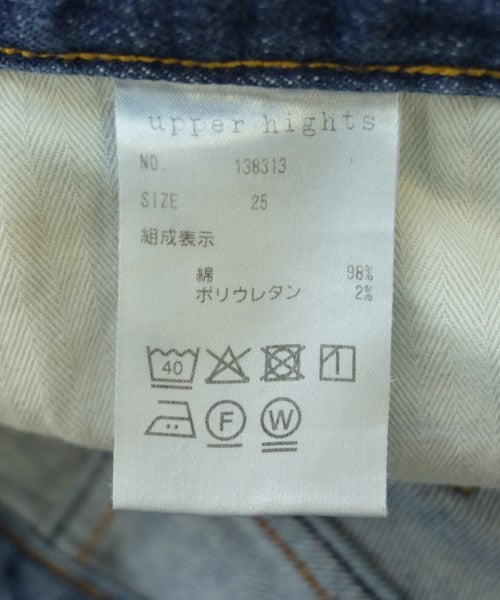 upper hights
NO. 138313
SIZE 25
組成表示
綿 98%
ポリウレタン 2%
40
F W